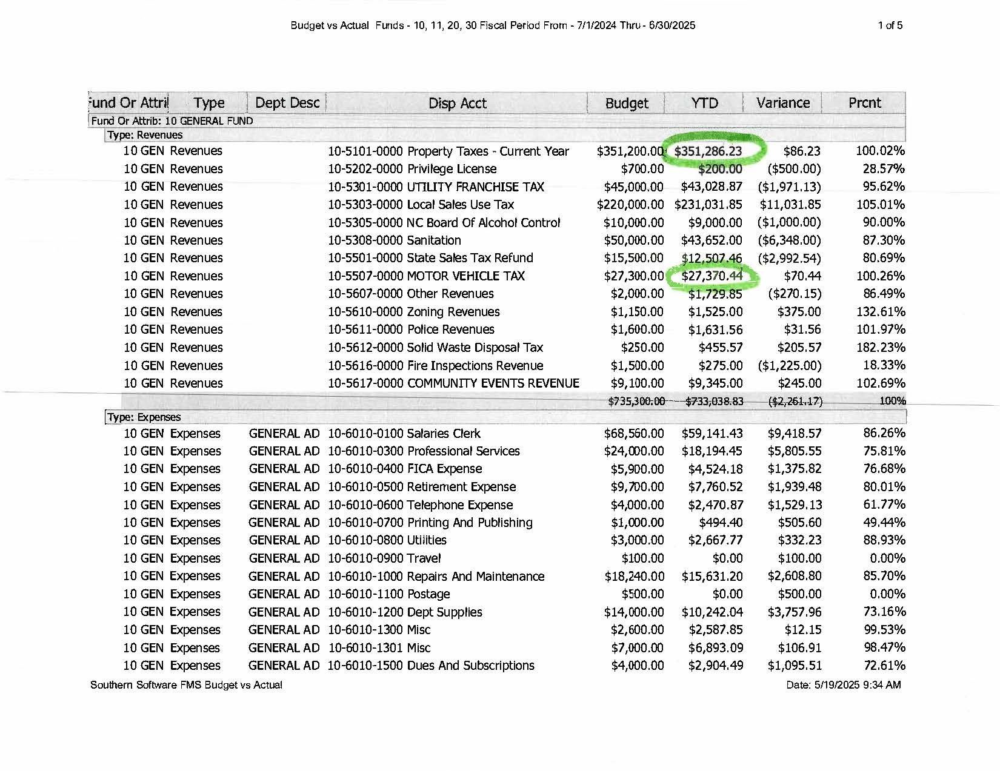 Budget vs Actual Funds - 10, 11, 20, 30 Fiscal Period From - 7/1/2024 Thru - 6/30/2025 1 of 5
Fund Or Attril Type Dept Desc Disp Acct Budget YTD Variance Prcnt
Fund Or Attrib: 10 GENERAL FUND
Type: Revenues
10 GEN Revenues 10-5101-0000 Property Taxes - Current Year $351,200.00 $351,286.23 $86.23 100.02%
10 GEN Revenues 10-5202-0000 Privilege License $700.00 $200.00 ($500.00) 28.57%
10 GEN Revenues 10-5301-0000 UTILITY FRANCHISE TAX $45,000.00 $43,028.87 ($1,971.13) 95.62%
10 GEN Revenues 10-5303-0000 Local Sales Use Tax $220,000.00 $231,031.85 $11,031.85 105.01%
10 GEN Revenues 10-5305-0000 NC Board Of Alcohol Control $10,000.00 $9,000.00 ($1,000.00) 90.00%
10 GEN Revenues 10-5308-0000 Sanitation $50,000.00 $43,652.00 ($6,348.00) 87.30%
10 GEN Revenues 10-5501-0000 State Sales Tax Refund $15,500.00 $12,507.46 ($2,992.54) 80.69%
10 GEN Revenues 10-5507-0000 MOTOR VEHICLE TAX $27,300.00 $27,370.44 $70.44 100.26%
10 GEN Revenues 10-5607-0000 Other Revenues $2,000.00 $1,729.85 ($270.15) 86.49%
10 GEN Revenues 10-5610-0000 Zoning Revenues $1,150.00 $1,525.00 $375.00 132.61%
10 GEN Revenues 10-5611-0000 Police Revenues $1,600.00 $1,631.56 $31.56 101.97%
10 GEN Revenues 10-5612-0000 Solid Waste Disposal Tax $250.00 $455.57 $205.57 182.23%
10 GEN Revenues 10-5616-0000 Fire Inspections Revenue $1,500.00 $275.00 ($1,225.00) 18.33%
10 GEN Revenues 10-5617-0000 COMMUNITY EVENTS REVENUE $9,100.00 $9,345.00 $245.00 102.69%
$735,300.00 $733,038.83 ($2,261.17) 100%
Type: Expenses
10 GEN Expenses GENERAL AD 10-6010-0100 Salaries Clerk $68,560.00 $59,141.43 $9,418.57 86.26%
10 GEN Expenses GENERAL AD 10-6010-0300 Professional Services $24,000.00 $18,194.45 $5,805.55 75.81%
10 GEN Expenses GENERAL AD 10-6010-0400 FICA Expense $5,900.00 $4,524.18 $1,375.82 76.68%
10 GEN Expenses GENERAL AD 10-6010-0500 Retirement Expense $9,700.00 $7,760.52 $1,939.48 80.01%
10 GEN Expenses GENERAL AD 10-6010-0600 Telephone Expense $4,000.00 $2,470.87 $1,529.13 61.77%
10 GEN Expenses GENERAL AD 10-6010-0700 Printing And Publishing $1,000.00 $494.40 $505.60 49.44%
10 GEN Expenses GENERAL AD 10-6010-0800 Utilities $3,000.00 $2,667.77 $332.23 88.93%
10 GEN Expenses GENERAL AD 10-6010-0900 Travel $100.00 $0.00 $100.00 0.00%
10 GEN Expenses GENERAL AD 10-6010-1000 Repairs And Maintenance $18,240.00 $15,631.20 $2,608.80 85.70%
10 GEN Expenses GENERAL AD 10-6010-1100 Postage $500.00 $0.00 $500.00 0.00%
10 GEN Expenses GENERAL AD 10-6010-1200 Dept Supplies $14,000.00 $10,242.04 $3,757.96 73.16%
10 GEN Expenses GENERAL AD 10-6010-1300 Misc $2,600.00 $2,587.85 $12.15 99.53%
10 GEN Expenses GENERAL AD 10-6010-1301 Misc $7,000.00 $6,893.09 $106.91 98.47%
10 GEN Expenses GENERAL AD 10-6010-1500 Dues And Subscriptions $4,000.00 $2,904.49 $1,095.51 72.61%
Southern Software FMS Budget vs Actual Date: 5/19/2025 9:34 AM